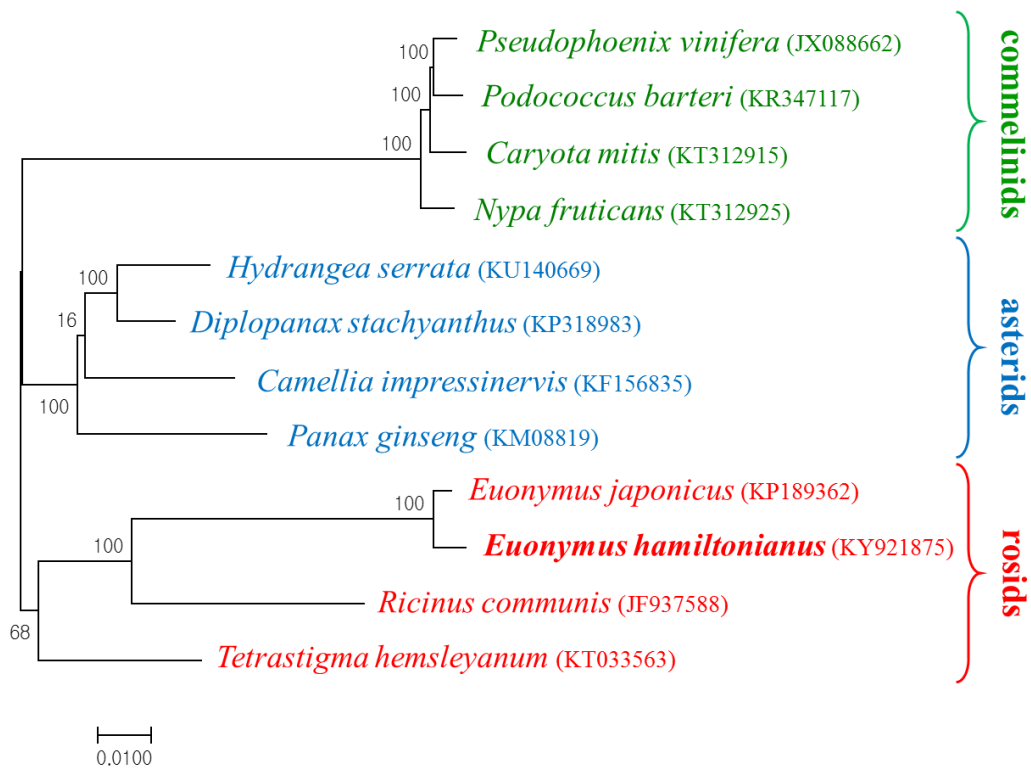 100
Pseudophoenix vinifera (JX088662)
100
Podococcus barteri (KR347117)
100
Caryota mitis (KT312915)
Nypa fruticans (KT312925)
commelinids
100
Hydrangea serrata (KU140669)
16
Diplopanax stachyanthus (KP318983)
Camellia impressinervis (KF156835)
100
Panax ginseng (KM08819)
asterids
100
Euonymus japonicus (KP189362)
100
Euonymus hamiltonianus (KY921875)
Ricinus communis (JF937588)
68
Tetrastigma hemsleyanum (KT033563)
rosids
0,0100